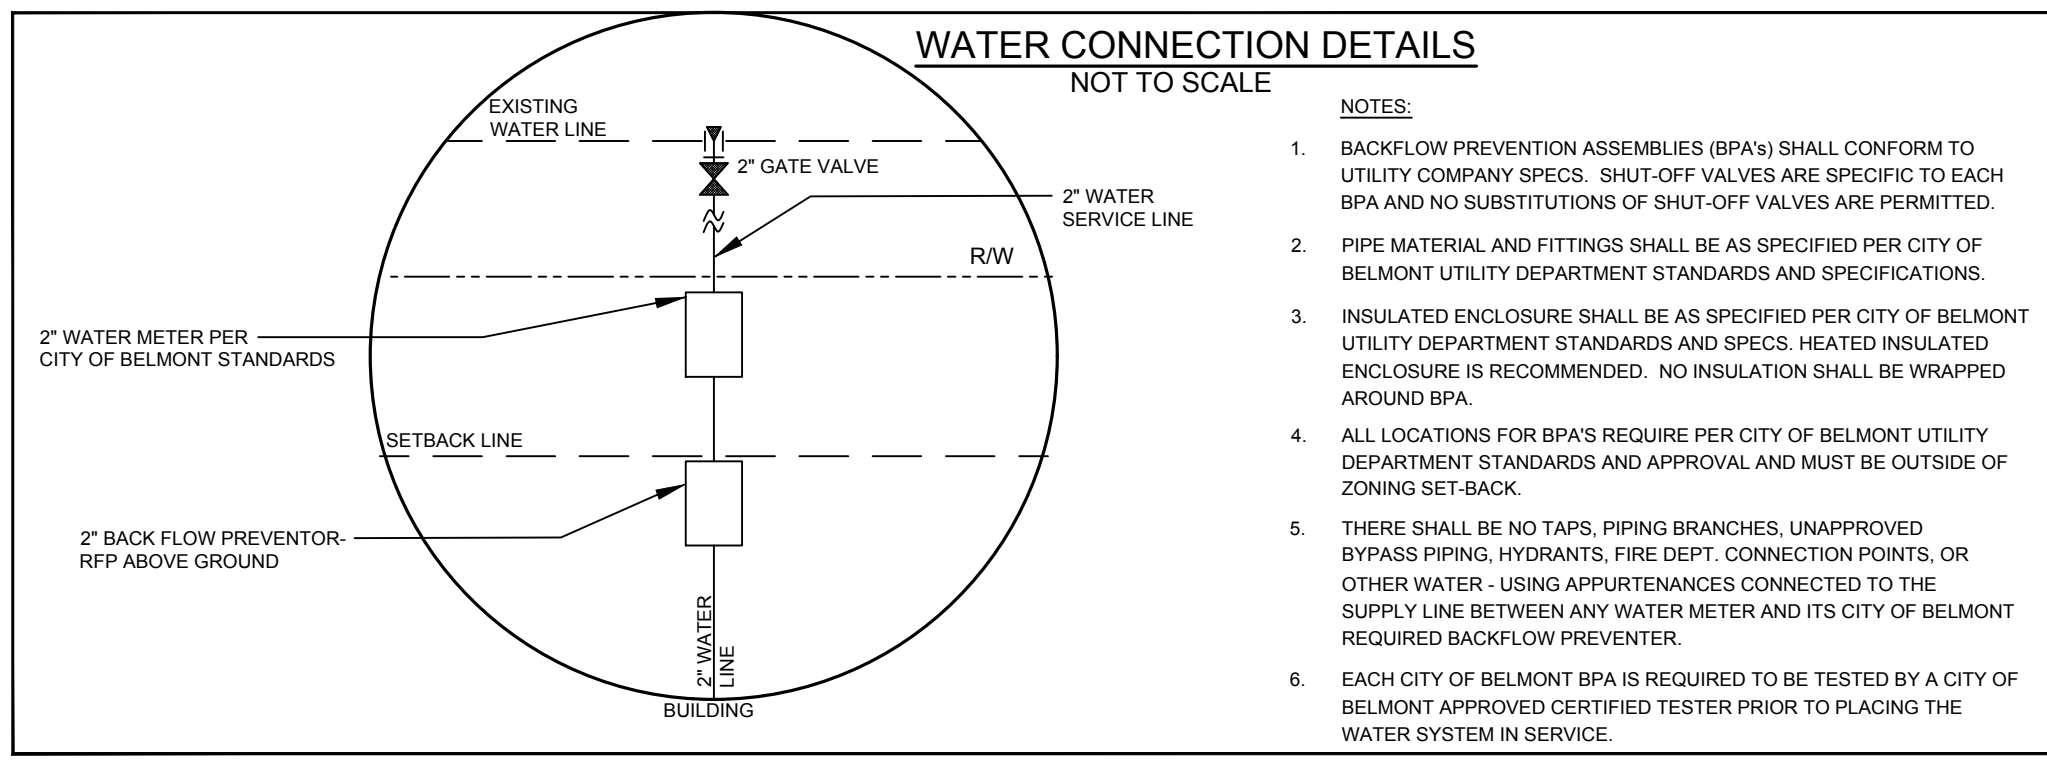 WATER CONNECTION DETAILS
NOT TO SCALE
EXISTING
WATER LINE
2" GATE VALVE
2" WATER
SERVICE LINE
R/W
2" WATER METER PER
CITY OF BELMONT STANDARDS
SETBACK LINE
2" BACK FLOW PREVENTOR-
RFP ABOVE GROUND
2" WATER
LINE
BUILDING
NOTES:
1. BACKFLOW PREVENTION ASSEMBLIES (BPA's) SHALL CONFORM TO
UTILITY COMPANY SPECS. SHUT-OFF VALVES ARE SPECIFIC TO EACH
BPA AND NO SUBSTITUTIONS OF SHUT-OFF VALVES ARE PERMITTED.
2. PIPE MATERIAL AND FITTINGS SHALL BE AS SPECIFIED PER CITY OF
BELMONT UTILITY DEPARTMENT STANDARDS AND SPECIFICATIONS.
3. INSULATED ENCLOSURE SHALL BE AS SPECIFIED PER CITY OF BELMONT
UTILITY DEPARTMENT STANDARDS AND SPECS. HEATED INSULATED
ENCLOSURE IS RECOMMENDED. NO INSULATION SHALL BE WRAPPED
AROUND BPA.
4. ALL LOCATIONS FOR BPA'S REQUIRE PER CITY OF BELMONT UTILITY
DEPARTMENT STANDARDS AND APPROVAL AND MUST BE OUTSIDE OF
ZONING SET-BACK.
5. THERE SHALL BE NO TAPS, PIPING BRANCHES, UNAPPROVED
BYPASS PIPING, HYDRANTS, FIRE DEPT. CONNECTION POINTS, OR
OTHER WATER - USING APPURTENANCES CONNECTED TO THE
SUPPLY LINE BETWEEN ANY WATER METER AND ITS CITY OF BELMONT
REQUIRED BACKFLOW PREVENTER.
6. EACH CITY OF BELMONT BPA IS REQUIRED TO BE TESTED BY A CITY OF
BELMONT APPROVED CERTIFIED TESTER PRIOR TO PLACING THE
WATER SYSTEM IN SERVICE.